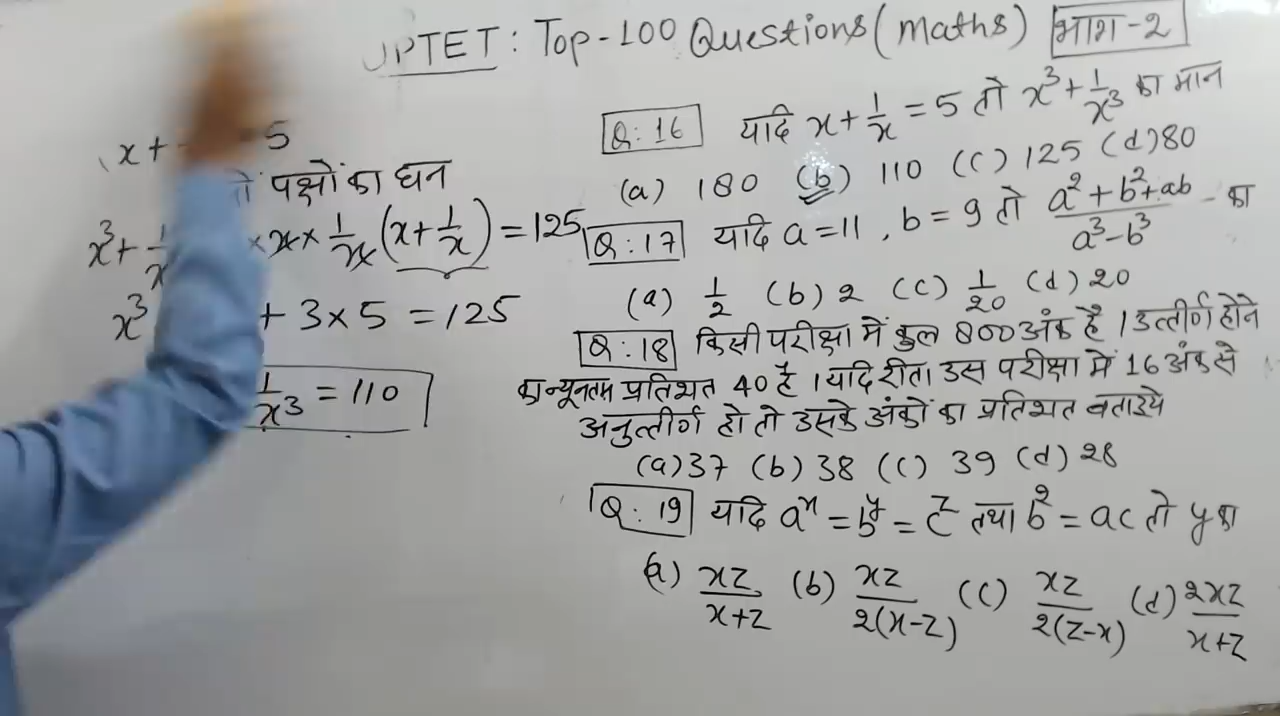 UPTET : Top-100 Questions (Maths) भाग-2
x + = 5
पक्षों का घन
x³ + 1 × x × 1/x (x + 1/x) = 125
x³ + 3 × 5 = 125
1/x³ = 110
Q:16 यदि x + 1/x = 5 तो x³ + 1/x³ का मान
(a) 180 (b) 110 (c) 125 (d) 80
Q:17 यदि a = 11 , b = 9 तो (a² + b² + ab)/(a³ - b³) - का
(a) 1/2 (b) 2 (c) 1/20 (d) 20
Q:18 किसी परीक्षा में कुल 800 अंक है । उत्तीर्ण होने
का न्यूनतम प्रतिशत 40 है । यदि रीता उस परीक्षा में 16 अंक से
अनुत्तीर्ण हो तो उसके अंकों का प्रतिशत बताइये
(a) 37 (b) 38 (c) 39 (d) 28
Q:19 यदि aˣ = bʸ = cᶻ तथा b² = ac तो y का
(a) xz/(x+z) (b) xz/2(x-z) (c) xz/2(z-x) (d) 2xz/(x+z)